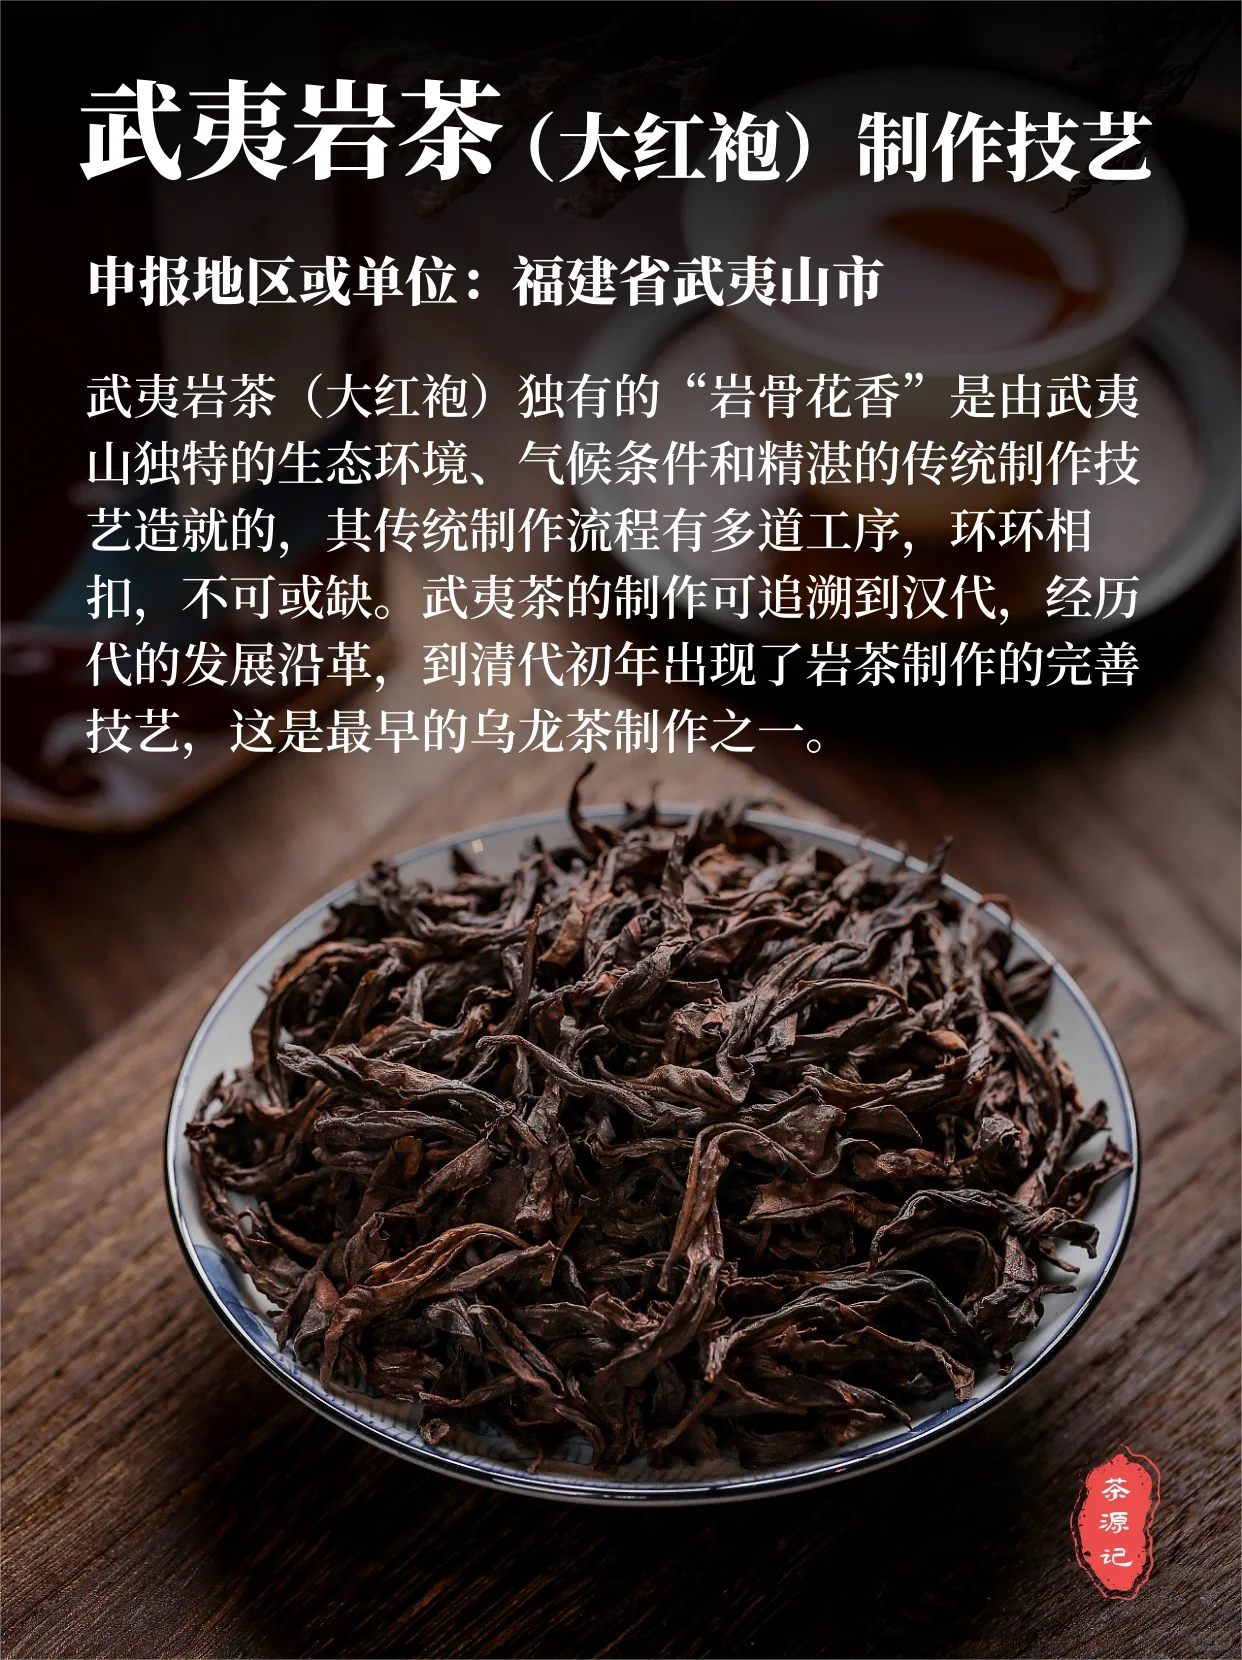 武夷岩茶（大红袍）制作技艺
申报地区或单位：福建省武夷山市
武夷岩茶（大红袍）独有的“岩骨花香”是由武夷
山独特的生态环境、气候条件和精湛的传统制作技
艺造就的，其传统制作流程有多道工序，环环相
扣，不可或缺。武夷茶的制作可追溯到汉代，经历
代的发展沿革，到清代初年出现了岩茶制作的完善
技艺，这是最早的乌龙茶制作之一。
茶
源
记